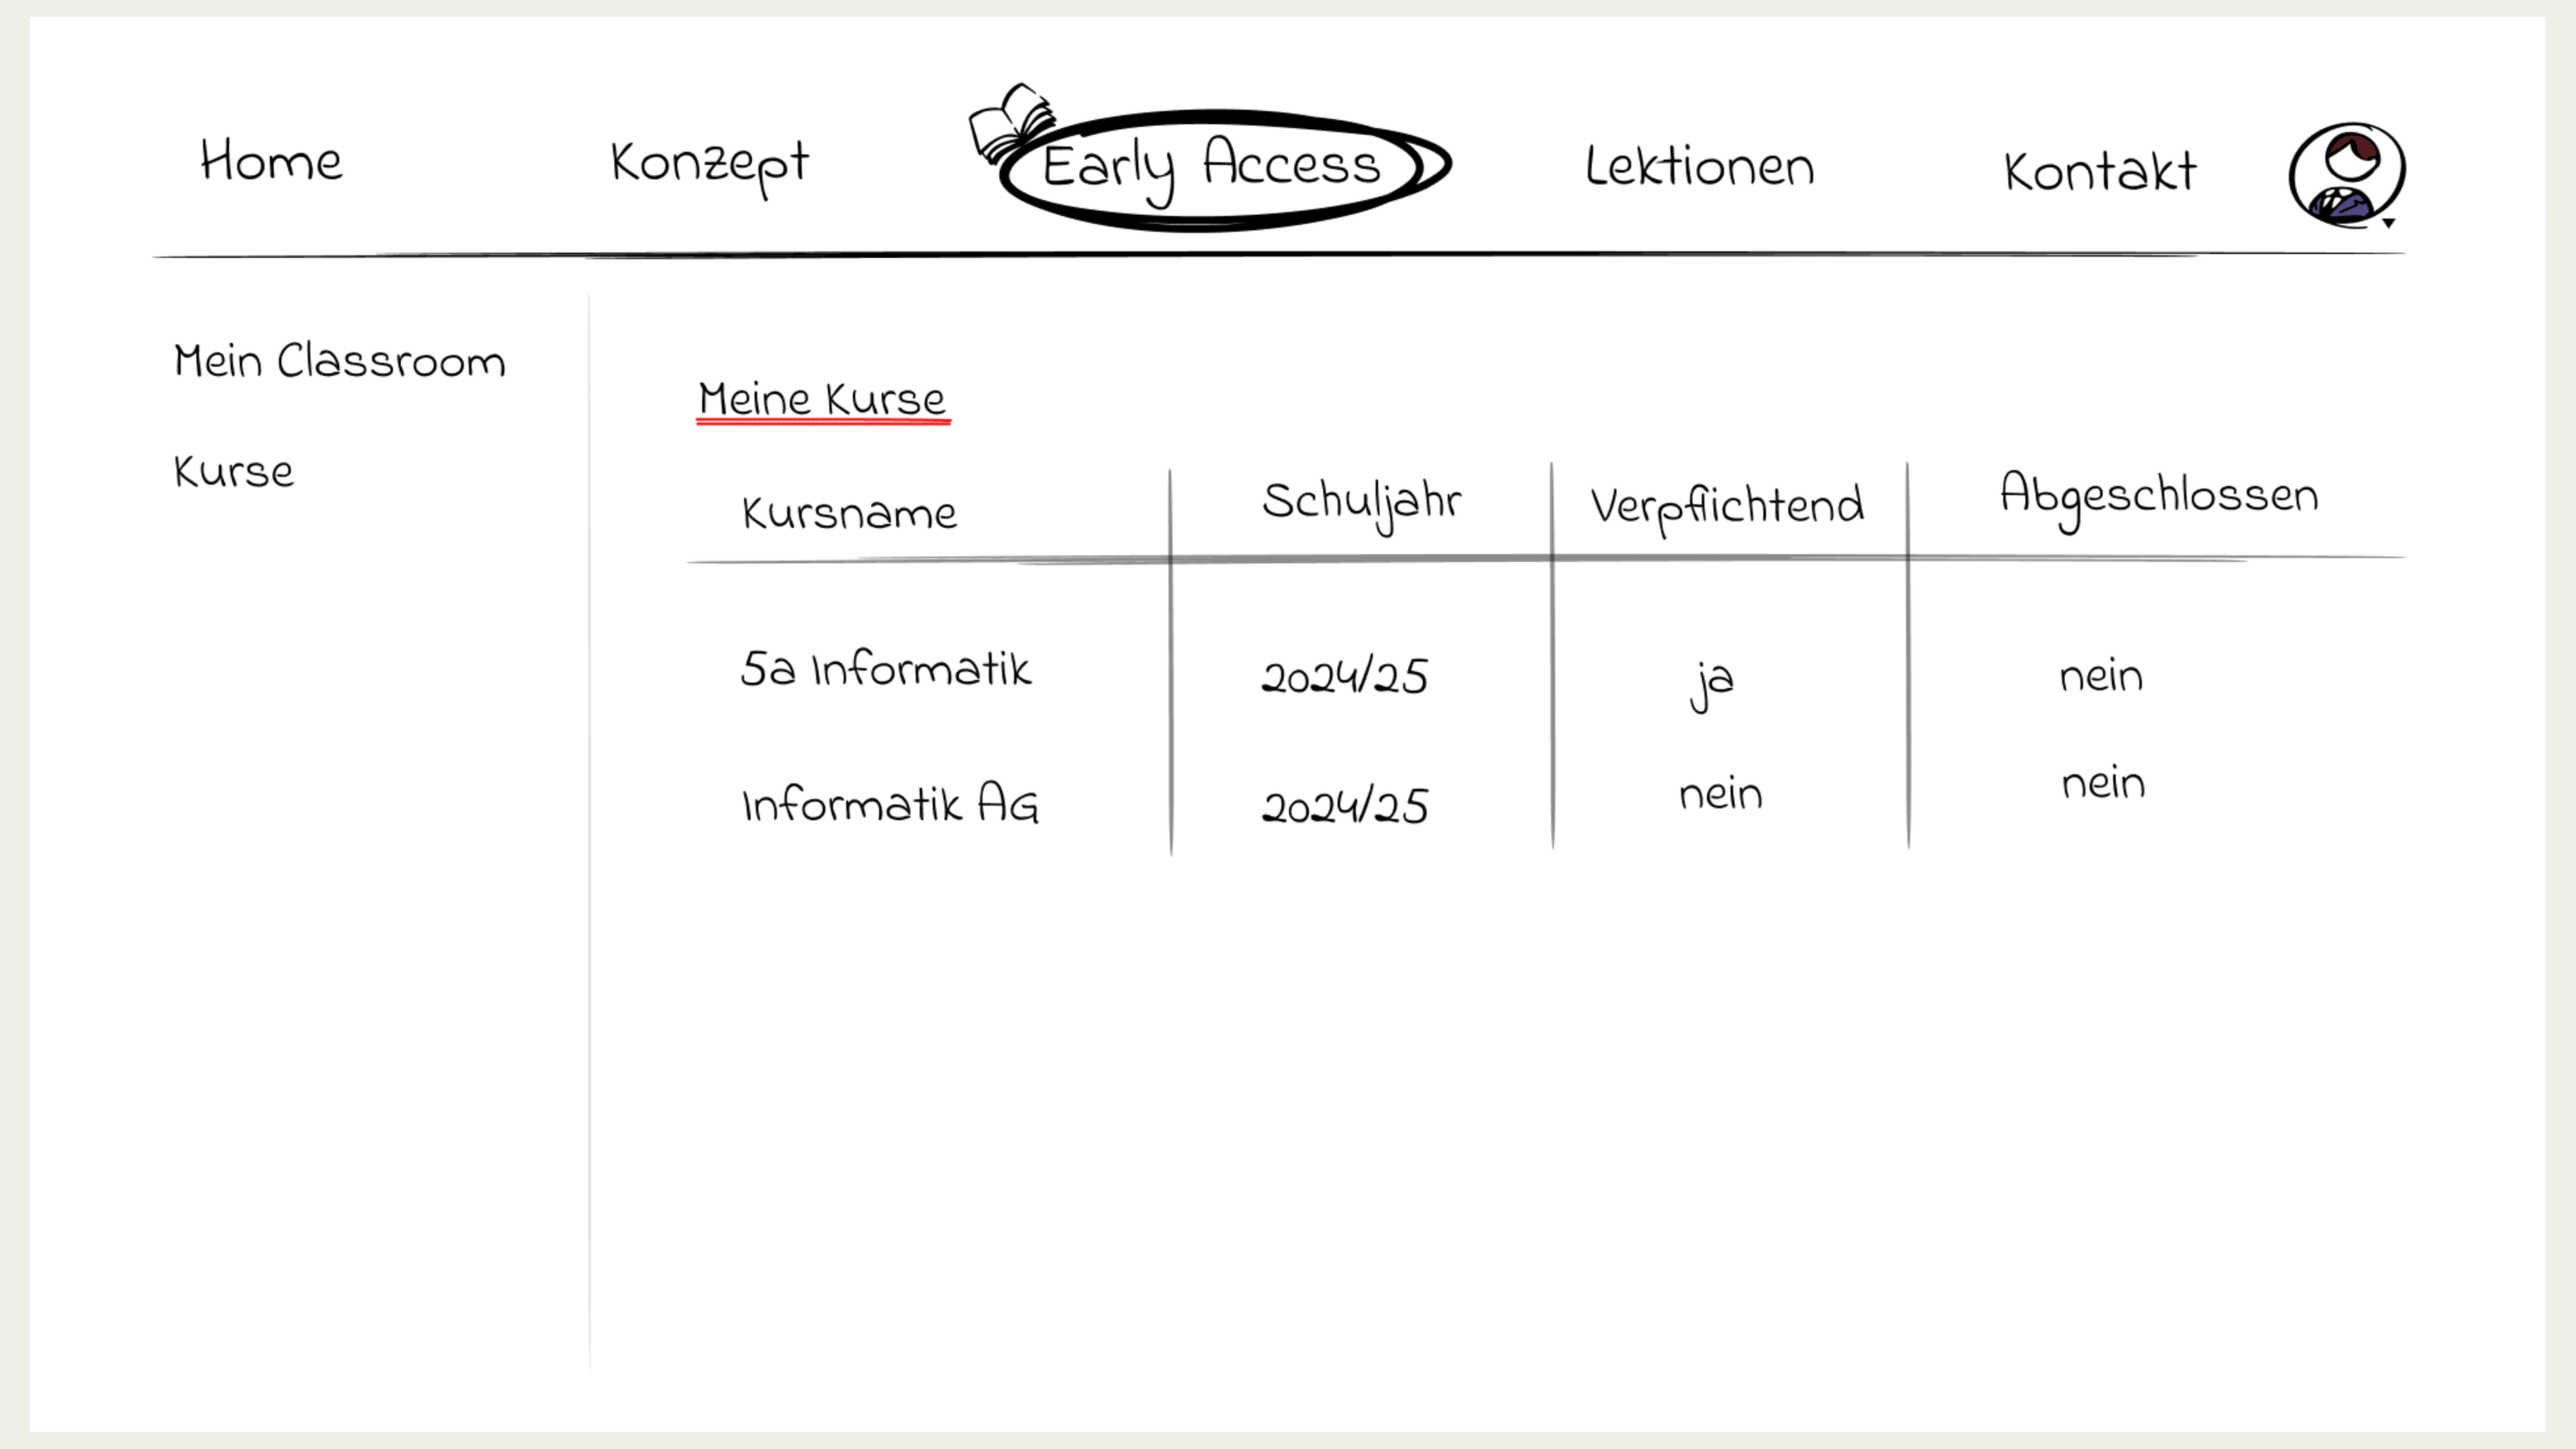 Home Konzept Early Access Lektionen Kontakt
Mein Classroom
Kurse
Meine Kurse
Kursname Schuljahr Verpflichtend Abgeschlossen
5a Informatik 2024/25 ja nein
Informatik AG 2024/25 nein nein